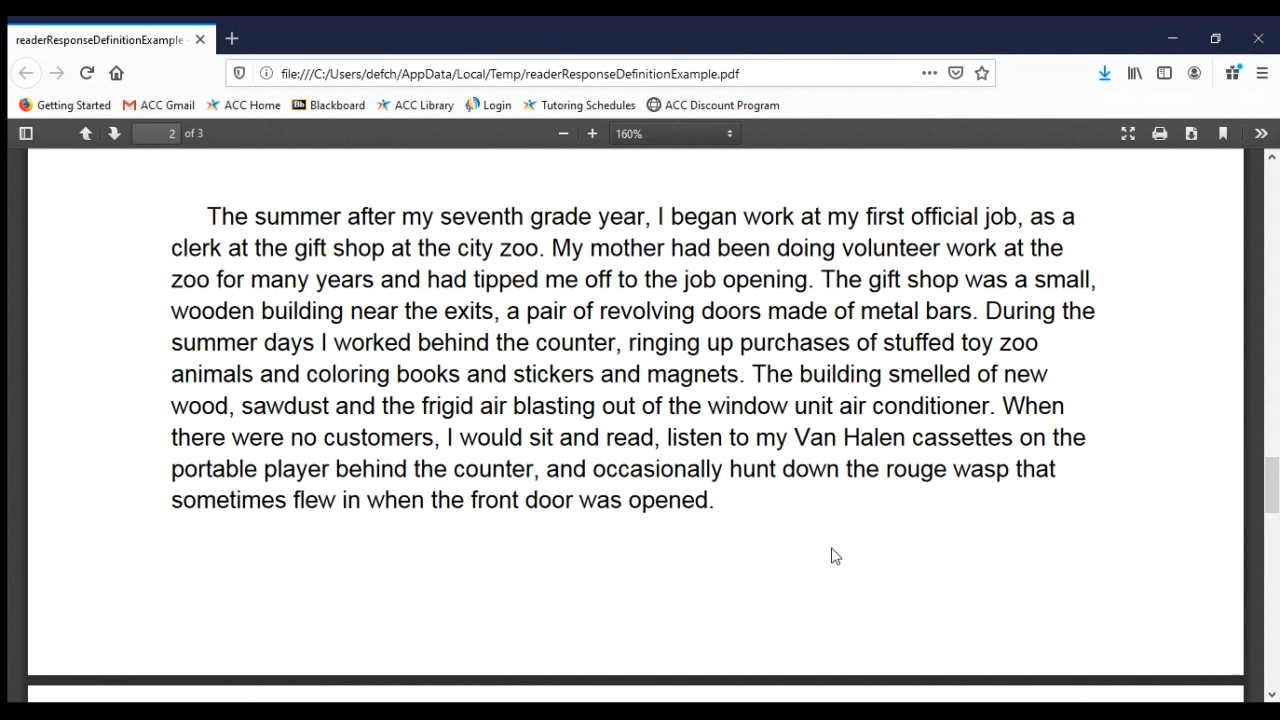 readerResponseDefinitionExample
file:///C:/Users/defch/AppData/Local/Temp/readerResponseDefinitionExample.pdf
Getting Started ACC Gmail ACC Home Bb Blackboard ACC Library Login Tutoring Schedules ACC Discount Program
2 of 3 160%
The summer after my seventh grade year, I began work at my first official job, as a
clerk at the gift shop at the city zoo. My mother had been doing volunteer work at the
zoo for many years and had tipped me off to the job opening. The gift shop was a small,
wooden building near the exits, a pair of revolving doors made of metal bars. During the
summer days I worked behind the counter, ringing up purchases of stuffed toy zoo
animals and coloring books and stickers and magnets. The building smelled of new
wood, sawdust and the frigid air blasting out of the window unit air conditioner. When
there were no customers, I would sit and read, listen to my Van Halen cassettes on the
portable player behind the counter, and occasionally hunt down the rouge wasp that
sometimes flew in when the front door was opened.